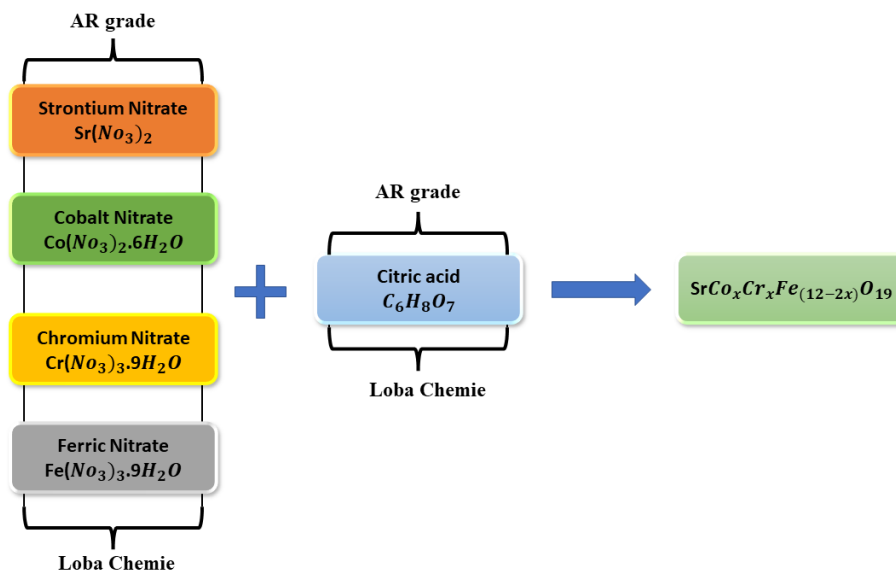 AR grade
Strontium Nitrate
Sr(No₃)₂
Cobalt Nitrate
Co(No₃)₂.6H₂O
Chromium Nitrate
Cr(No₃)₃.9H₂O
Ferric Nitrate
Fe(No₃)₃.9H₂O
Loba Chemie
AR grade
Citric acid
C₆H₈O₇
Loba Chemie
SrCoₓCrₓFe₍₁₂₋₂ₓ₎O₁₉